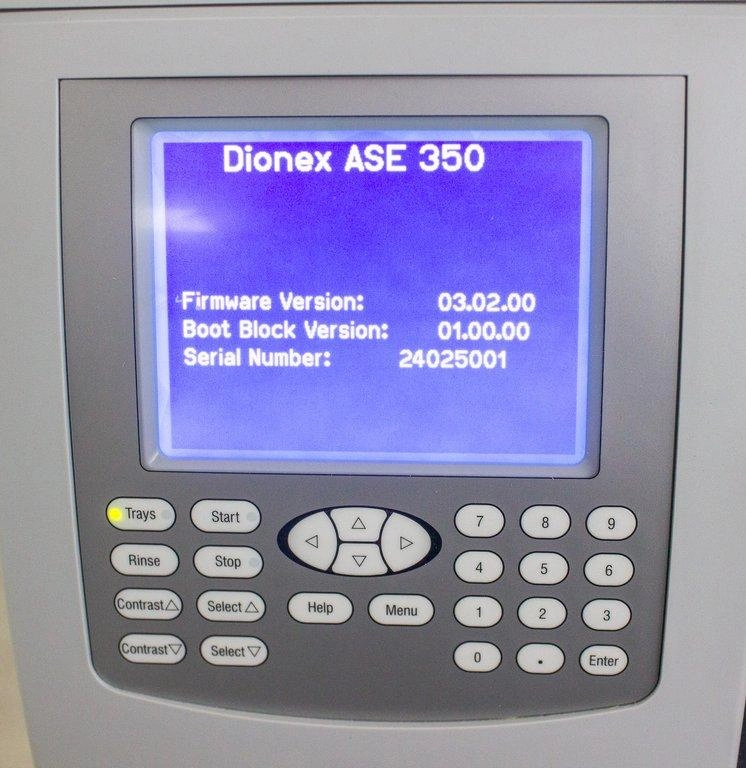 Dionex ASE 350
Firmware Version: 03.02.00
Boot Block Version: 01.00.00
Serial Number: 24025001
Trays Start 7 8 9
Rinse Stop 4 5 6
Contrast△ Select△ Help Menu 1 2 3
Contrast▽ Select▽ 0 . Enter